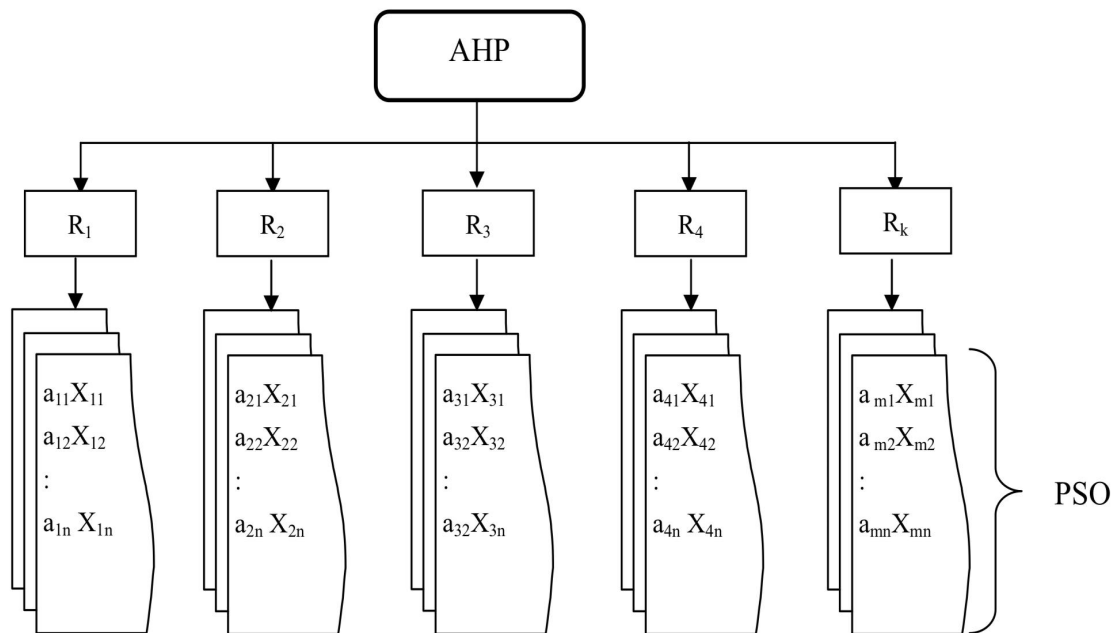 AHP
R₁
R₂
R₃
R₄
Rₖ
a₁₁X₁₁
a₁₂X₁₂
:
a₁ₙ X₁ₙ
a₂₁X₂₁
a₂₂X₂₂
:
a₂ₙ X₂ₙ
a₃₁X₃₁
a₃₂X₃₂
:
a₃₂X₃ₙ
a₄₁X₄₁
a₄₂X₄₂
:
a₄ₙ X₄ₙ
a ₘ₁Xₘ₁
a ₘ₂Xₘ₂
:
aₘₙXₘₙ
PSO